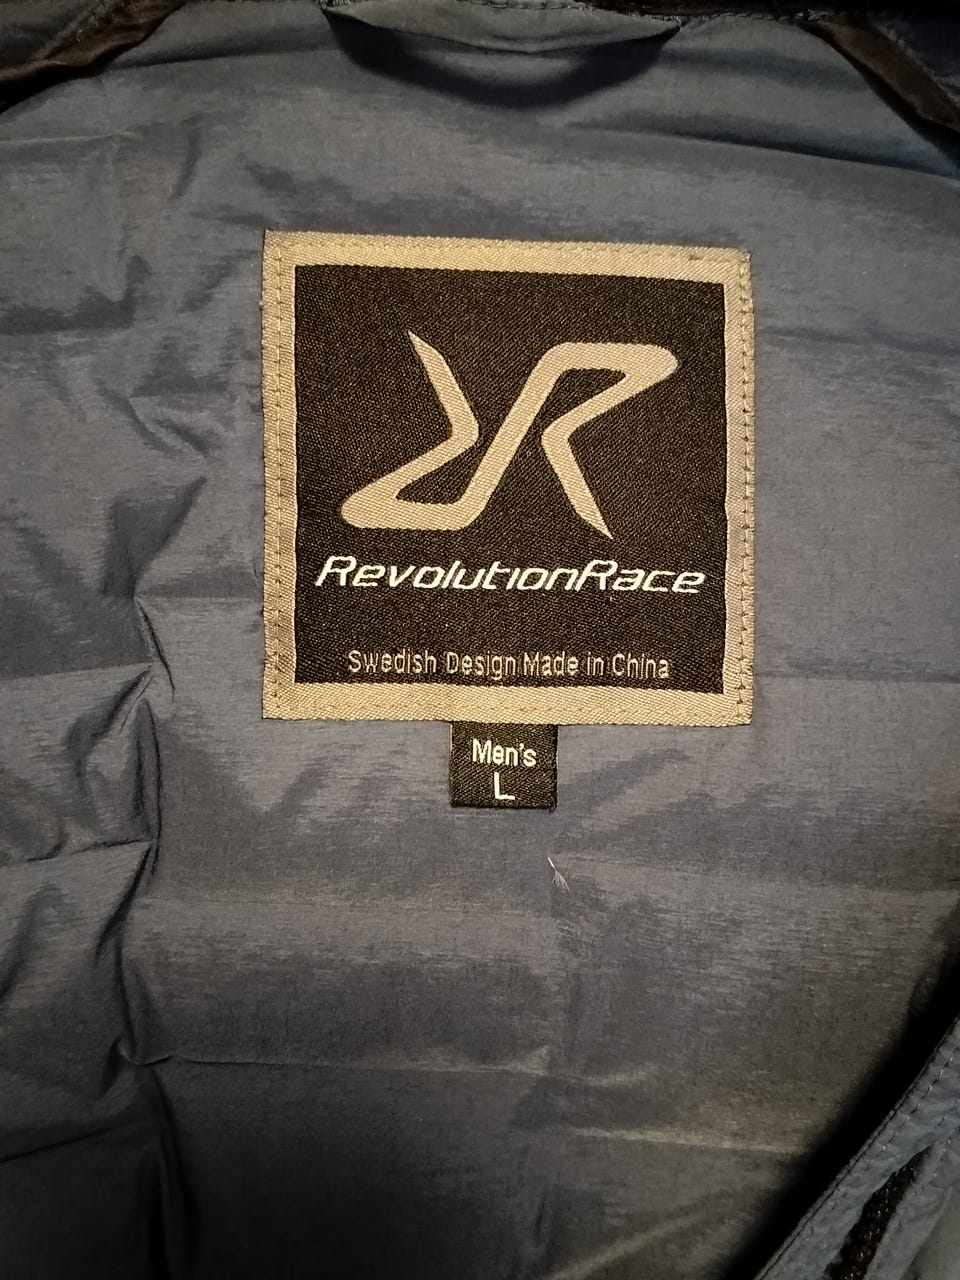 RevolutionRace
Swedish Design Made in China
Men's
L